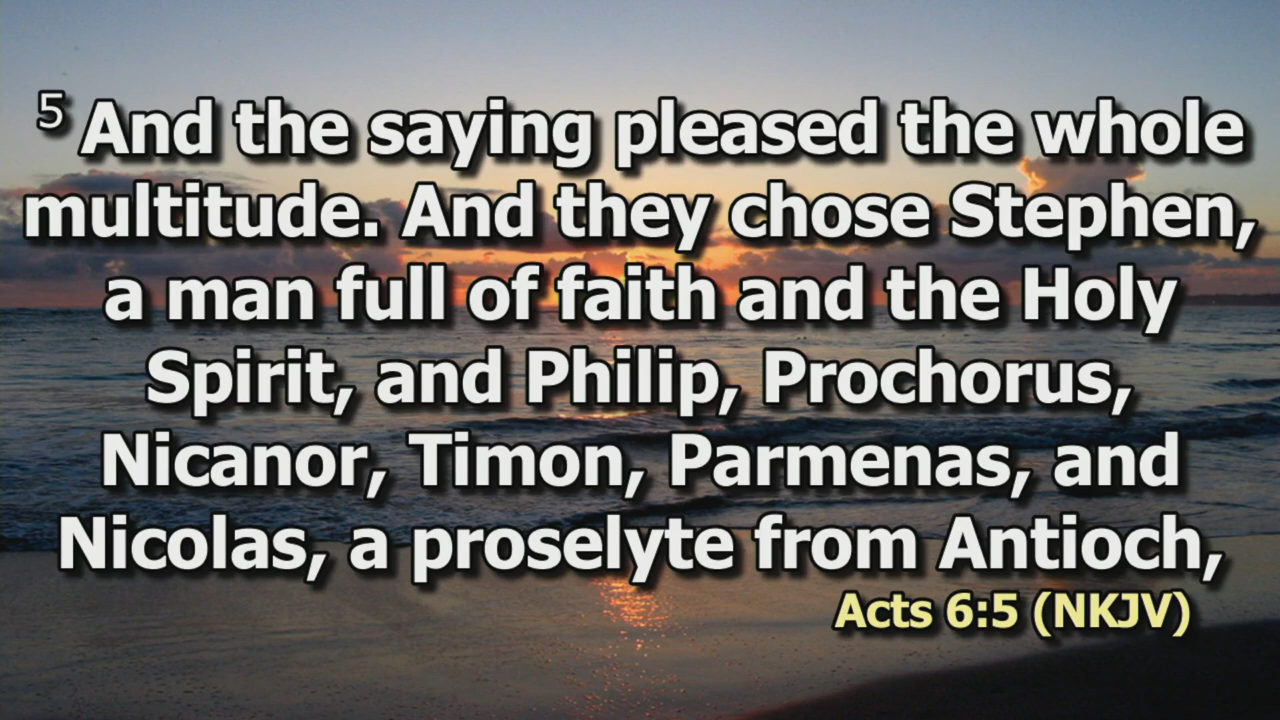 5 And the saying pleased the whole
multitude. And they chose Stephen,
a man full of faith and the Holy
Spirit, and Philip, Prochorus,
Nicanor, Timon, Parmenas, and
Nicolas, a proselyte from Antioch,
Acts 6:5 (NKJV)